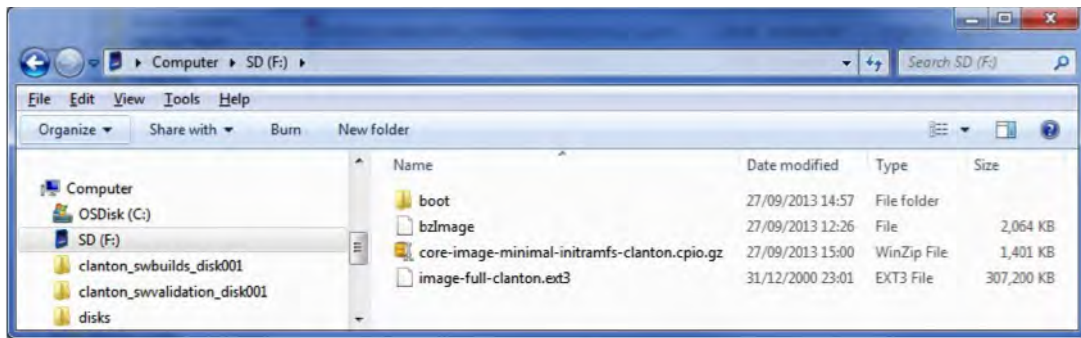 Computer ▸ SD (F:) ▸ Search SD (F:)
File Edit View Tools Help
Organize Share with Burn New folder
Name Date modified Type Size
Computer
OSDisk (C:)
SD (F:)
clanton_swbuilds_disk001
clanton_swvalidation_disk001
disks
boot 27/09/2013 14:57 File folder
bzImage 27/09/2013 12:26 File 2,064 KB
core-image-minimal-initramfs-clanton.cpio.gz 27/09/2013 15:00 WinZip File 1,401 KB
image-full-clanton.ext3 31/12/2000 23:01 EXT3 File 307,200 KB